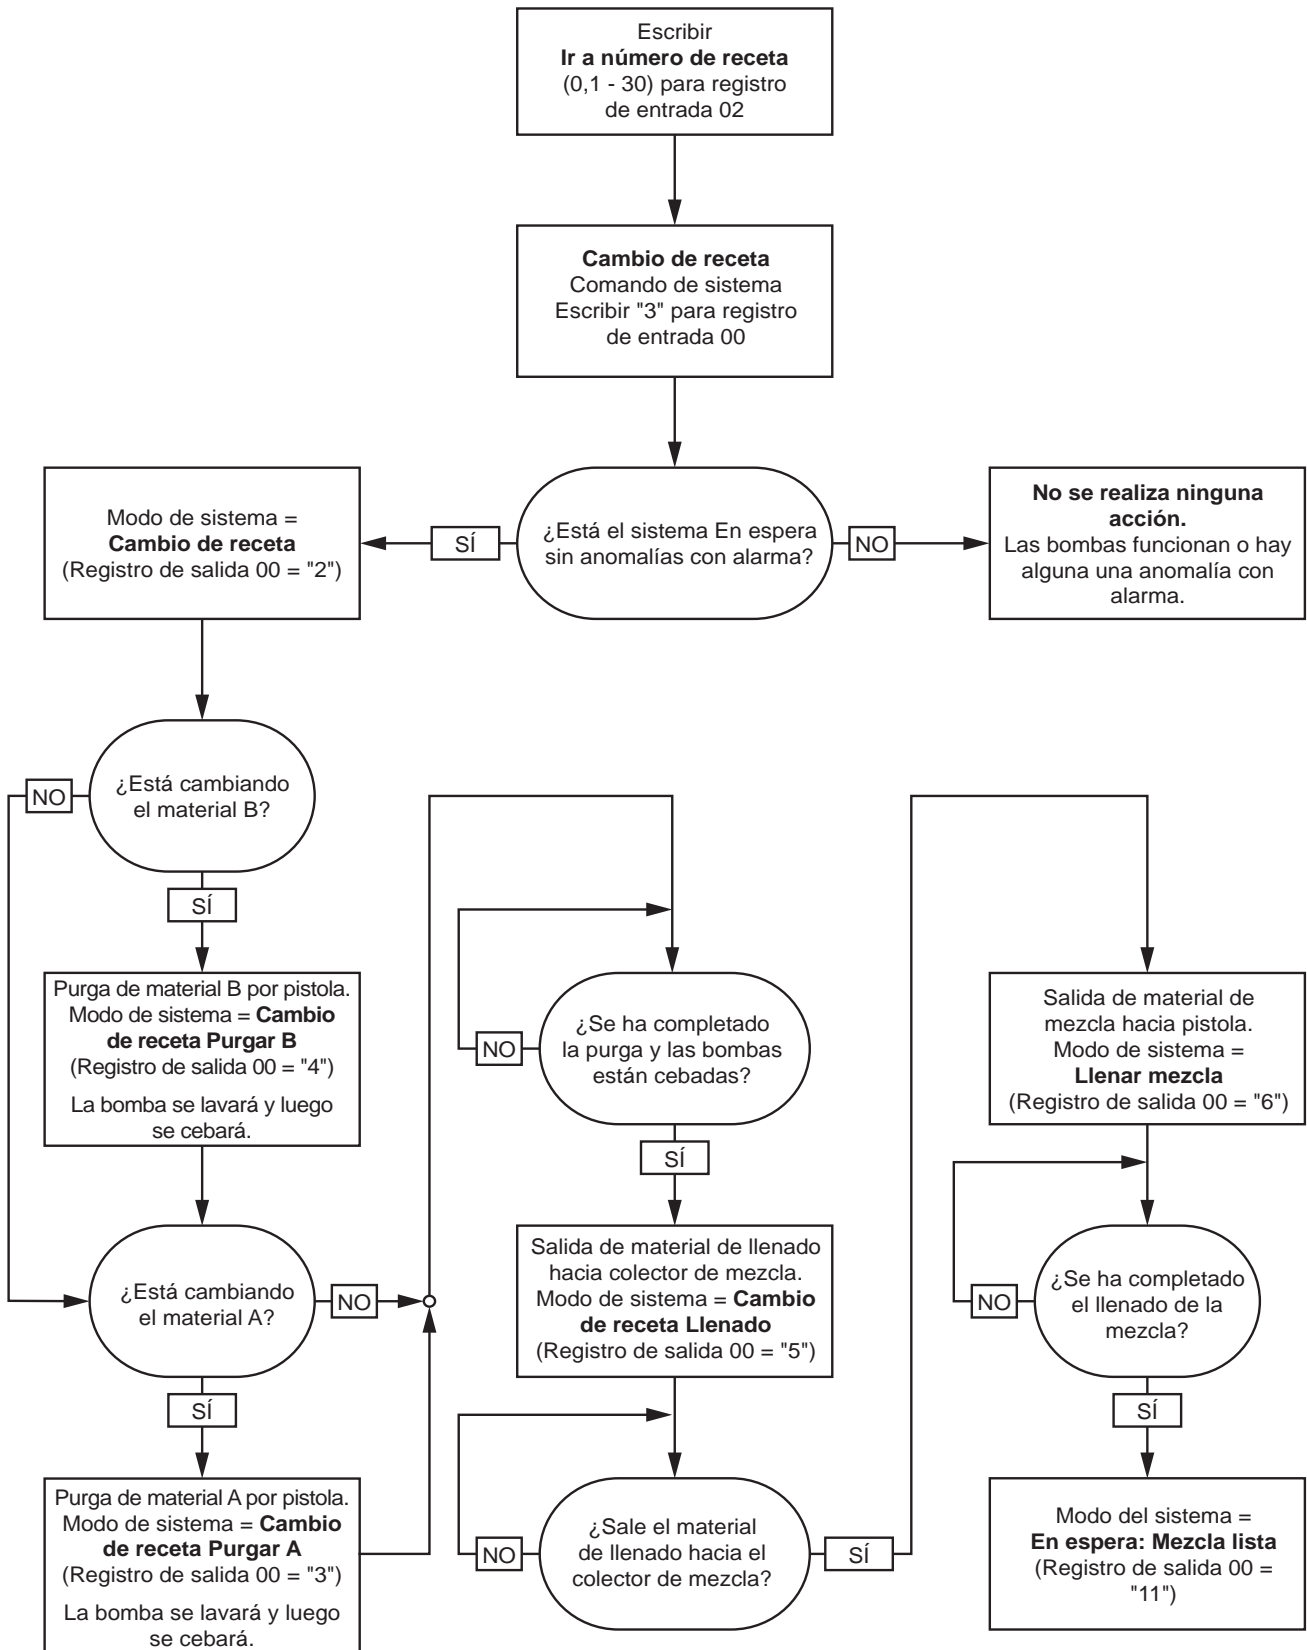 Escribir
Ir a número de receta
(0,1 - 30) para registro
de entrada 02
Cambio de receta
Comando de sistema
Escribir "3" para registro
de entrada 00
¿Está el sistema En espera
sin anomalías con alarma?
SÍ
NO
Modo de sistema =
Cambio de receta
(Registro de salida 00 = "2")
No se realiza ninguna
acción.
Las bombas funcionan o hay
alguna una anomalía con
alarma.
¿Está cambiando
el material B?
NO
SÍ
Purga de material B por pistola.
Modo de sistema = Cambio
de receta Purgar B
(Registro de salida 00 = "4")
La bomba se lavará y luego
se cebará.
¿Está cambiando
el material A?
NO
SÍ
Purga de material A por pistola.
Modo de sistema = Cambio
de receta Purgar A
(Registro de salida 00 = "3")
La bomba se lavará y luego
se cebará.
¿Se ha completado
la purga y las bombas
están cebadas?
NO
SÍ
Salida de material de llenado
hacia colector de mezcla.
Modo de sistema = Cambio
de receta Llenado
(Registro de salida 00 = "5")
¿Sale el material
de llenado hacia el
colector de mezcla?
NO
SÍ
Salida de material de
mezcla hacia pistola.
Modo de sistema =
Llenar mezcla
(Registro de salida 00 = "6")
¿Se ha completado
el llenado de la
mezcla?
NO
SÍ
Modo del sistema =
En espera: Mezcla lista
(Registro de salida 00 =
"11")